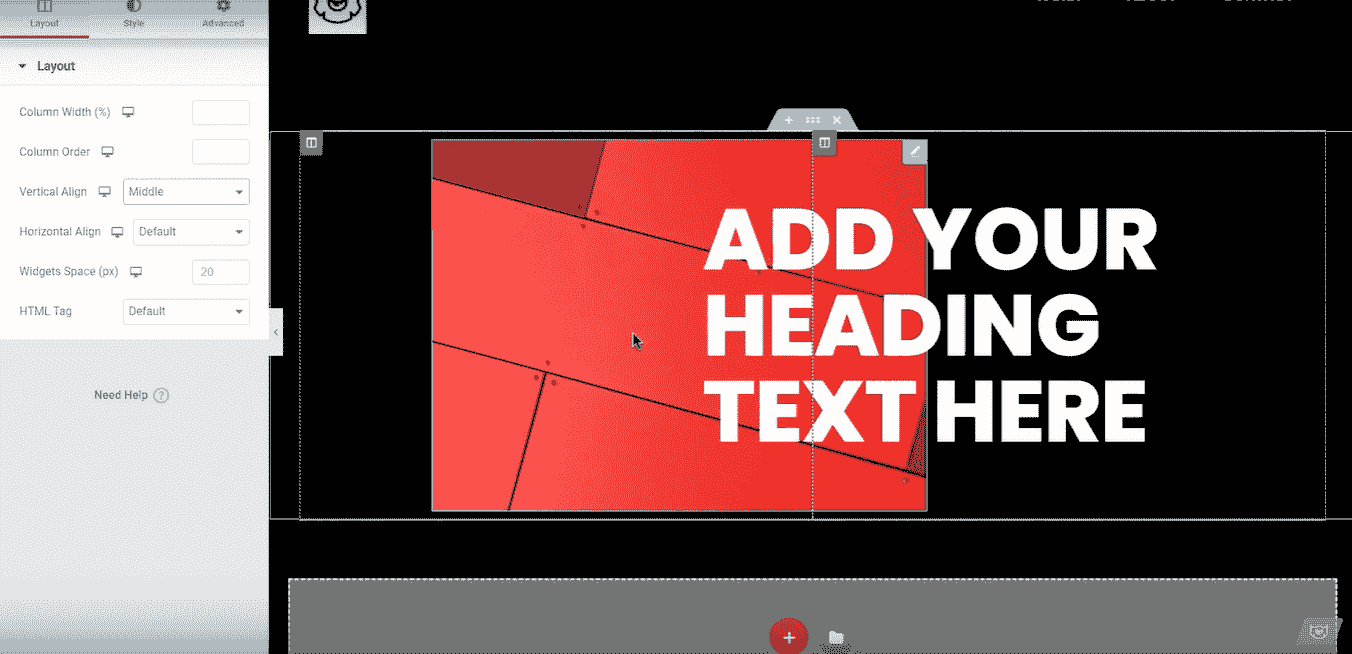 Layout Style Advanced
Layout
Column Width (%)
Column Order
Vertical Align Middle
Horizontal Align Default
Widgets Space (px) 20
HTML Tag Default
Need Help ?
ADD YOUR
HEADING
TEXT HERE